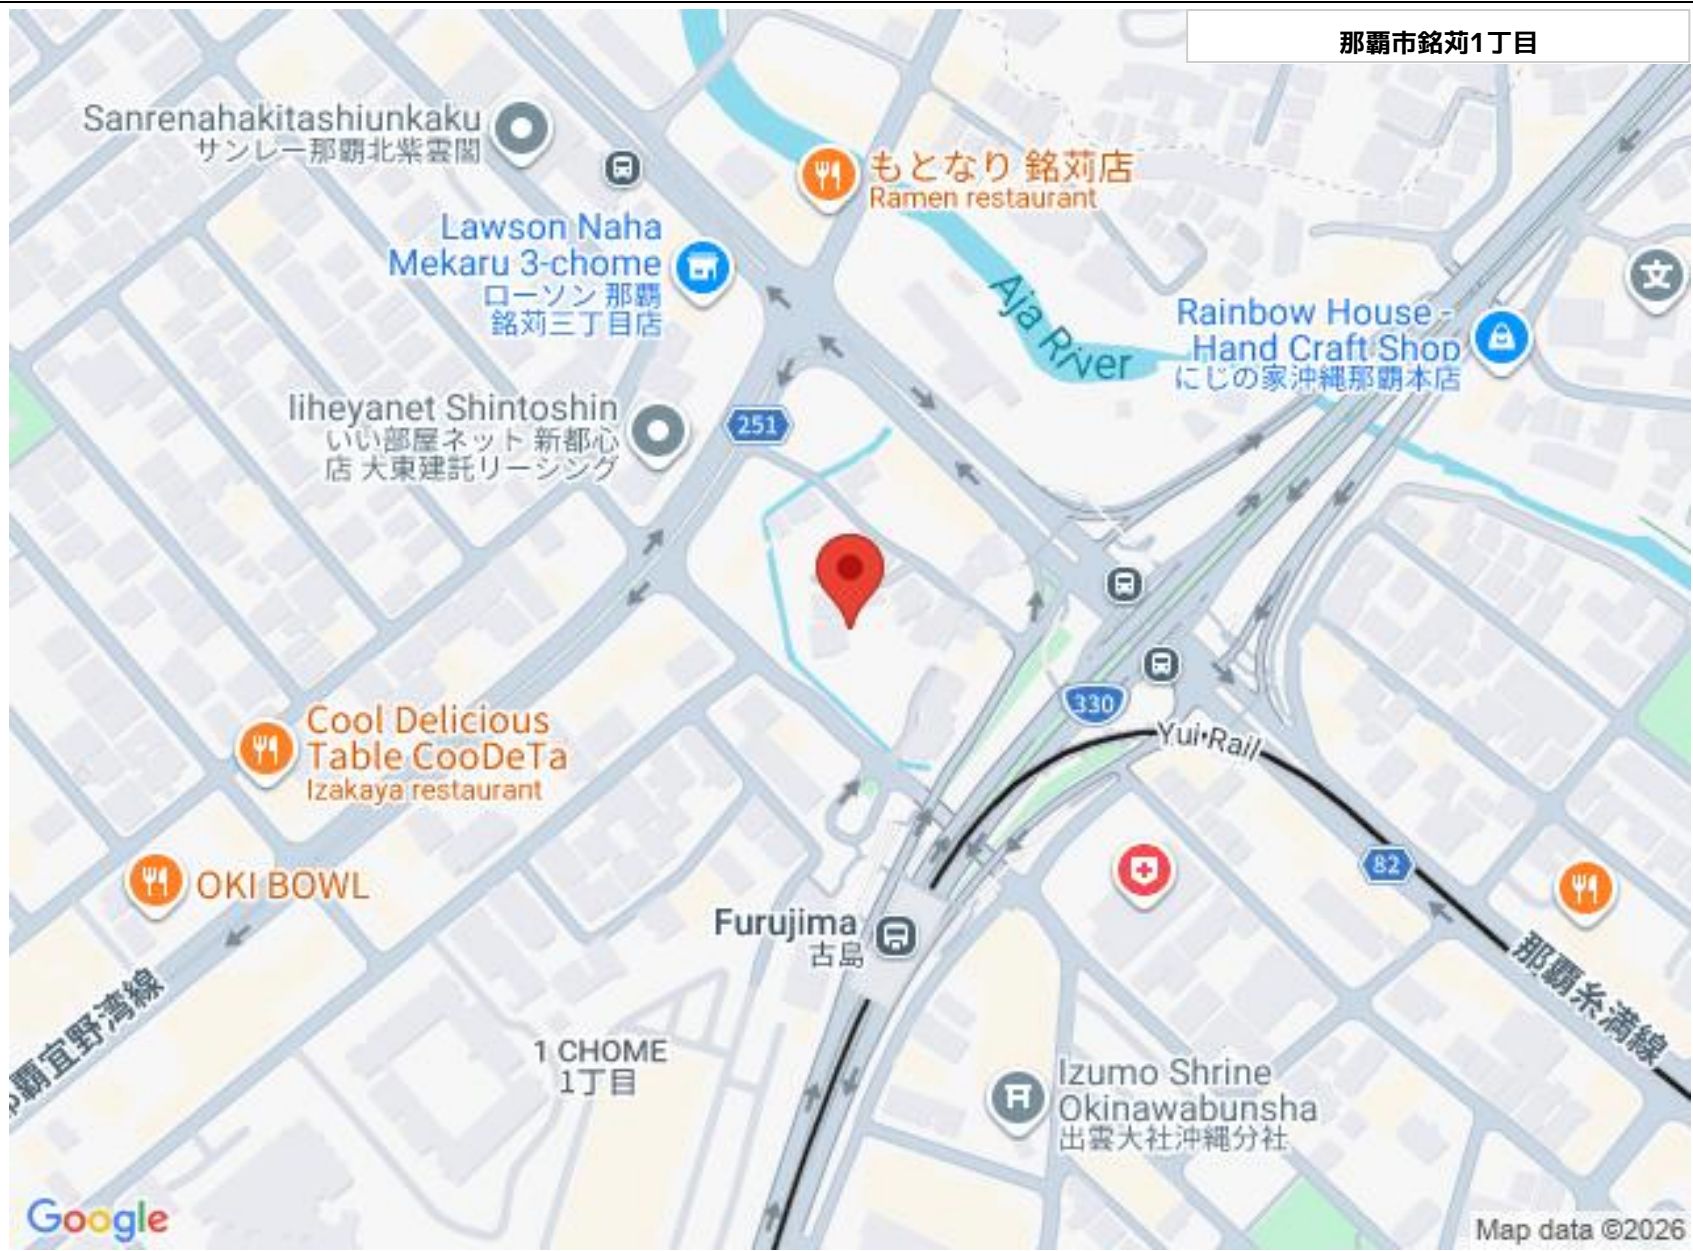 那覇市銘苅1丁目
Sanrenahakitashiunkaku
サンレー那覇北紫雲閣
もとなり 銘苅店
Ramen restaurant
Lawson Naha
Mekaru 3-chome
ローソン 那覇
銘苅三丁目店
Aja River
Rainbow House -
Hand Craft Shop
にじの家沖縄那覇本店
文
Iiheyanet Shintoshin
いい部屋ネット 新都心
店 大東建託リーシング
251
330
Yui•Rail
Cool Delicious
Table CooDeTa
Izakaya restaurant
OKI BOWL
82
Furujima
古島
那覇糸満線
覇宜野湾線
1 CHOME
1丁目
Izumo Shrine
Okinawabunsha
出雲大社沖縄分社
Google
Map data ©2026